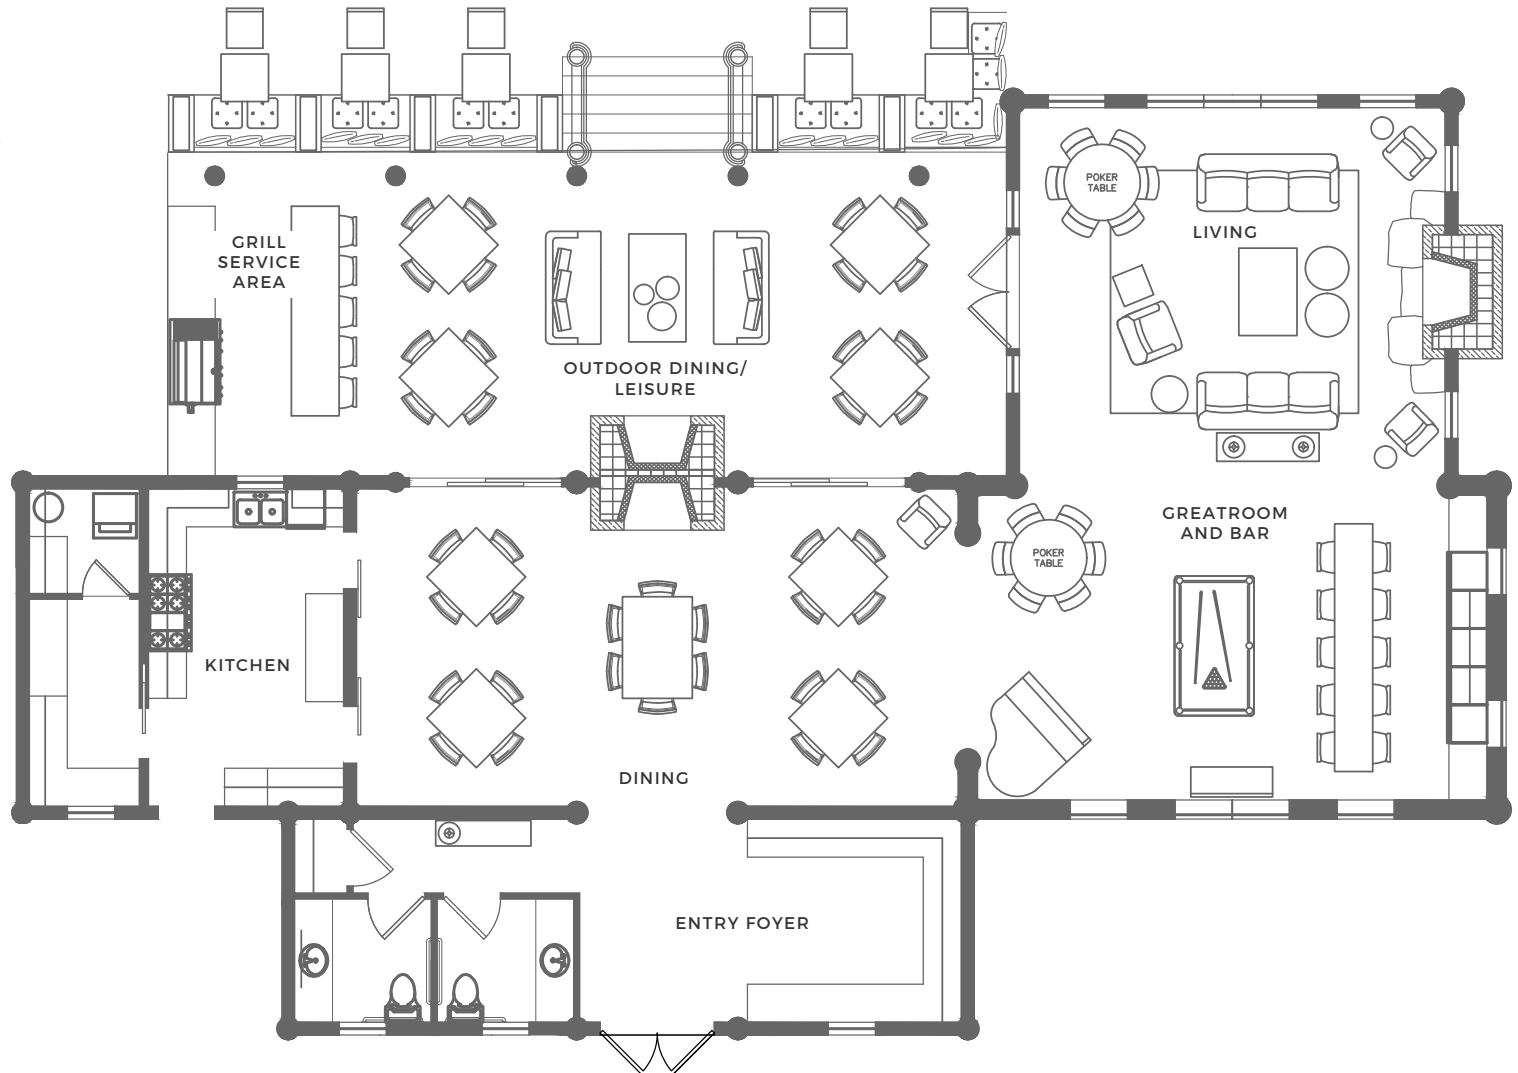 POKER
TABLE
LIVING
GRILL
SERVICE
AREA
OUTDOOR DINING/
LEISURE
GREATROOM
AND BAR
POKER
TABLE
KITCHEN
DINING
ENTRY FOYER